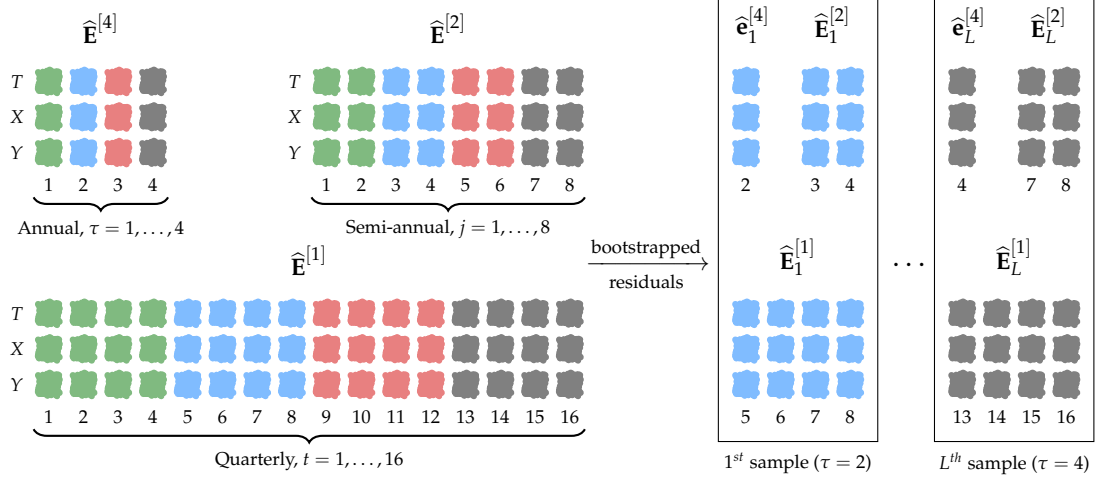 Ê^[4]
T
X
Y
1 2 3 4
Annual, τ = 1, . . . , 4
Ê^[2]
T
X
Y
1 2 3 4 5 6 7 8
Semi-annual, j = 1, . . . , 8
Ê^[1]
T
X
Y
1 2 3 4 5 6 7 8 9 10 11 12 13 14 15 16
Quarterly, t = 1, . . . , 16
bootstrapped
residuals
ê_1^[4] Ê_1^[2]
2 3 4
Ê_1^[1]
5 6 7 8
1^st sample (τ = 2)
. . .
ê_L^[4] Ê_L^[2]
4 7 8
Ê_L^[1]
13 14 15 16
L^th sample (τ = 4)